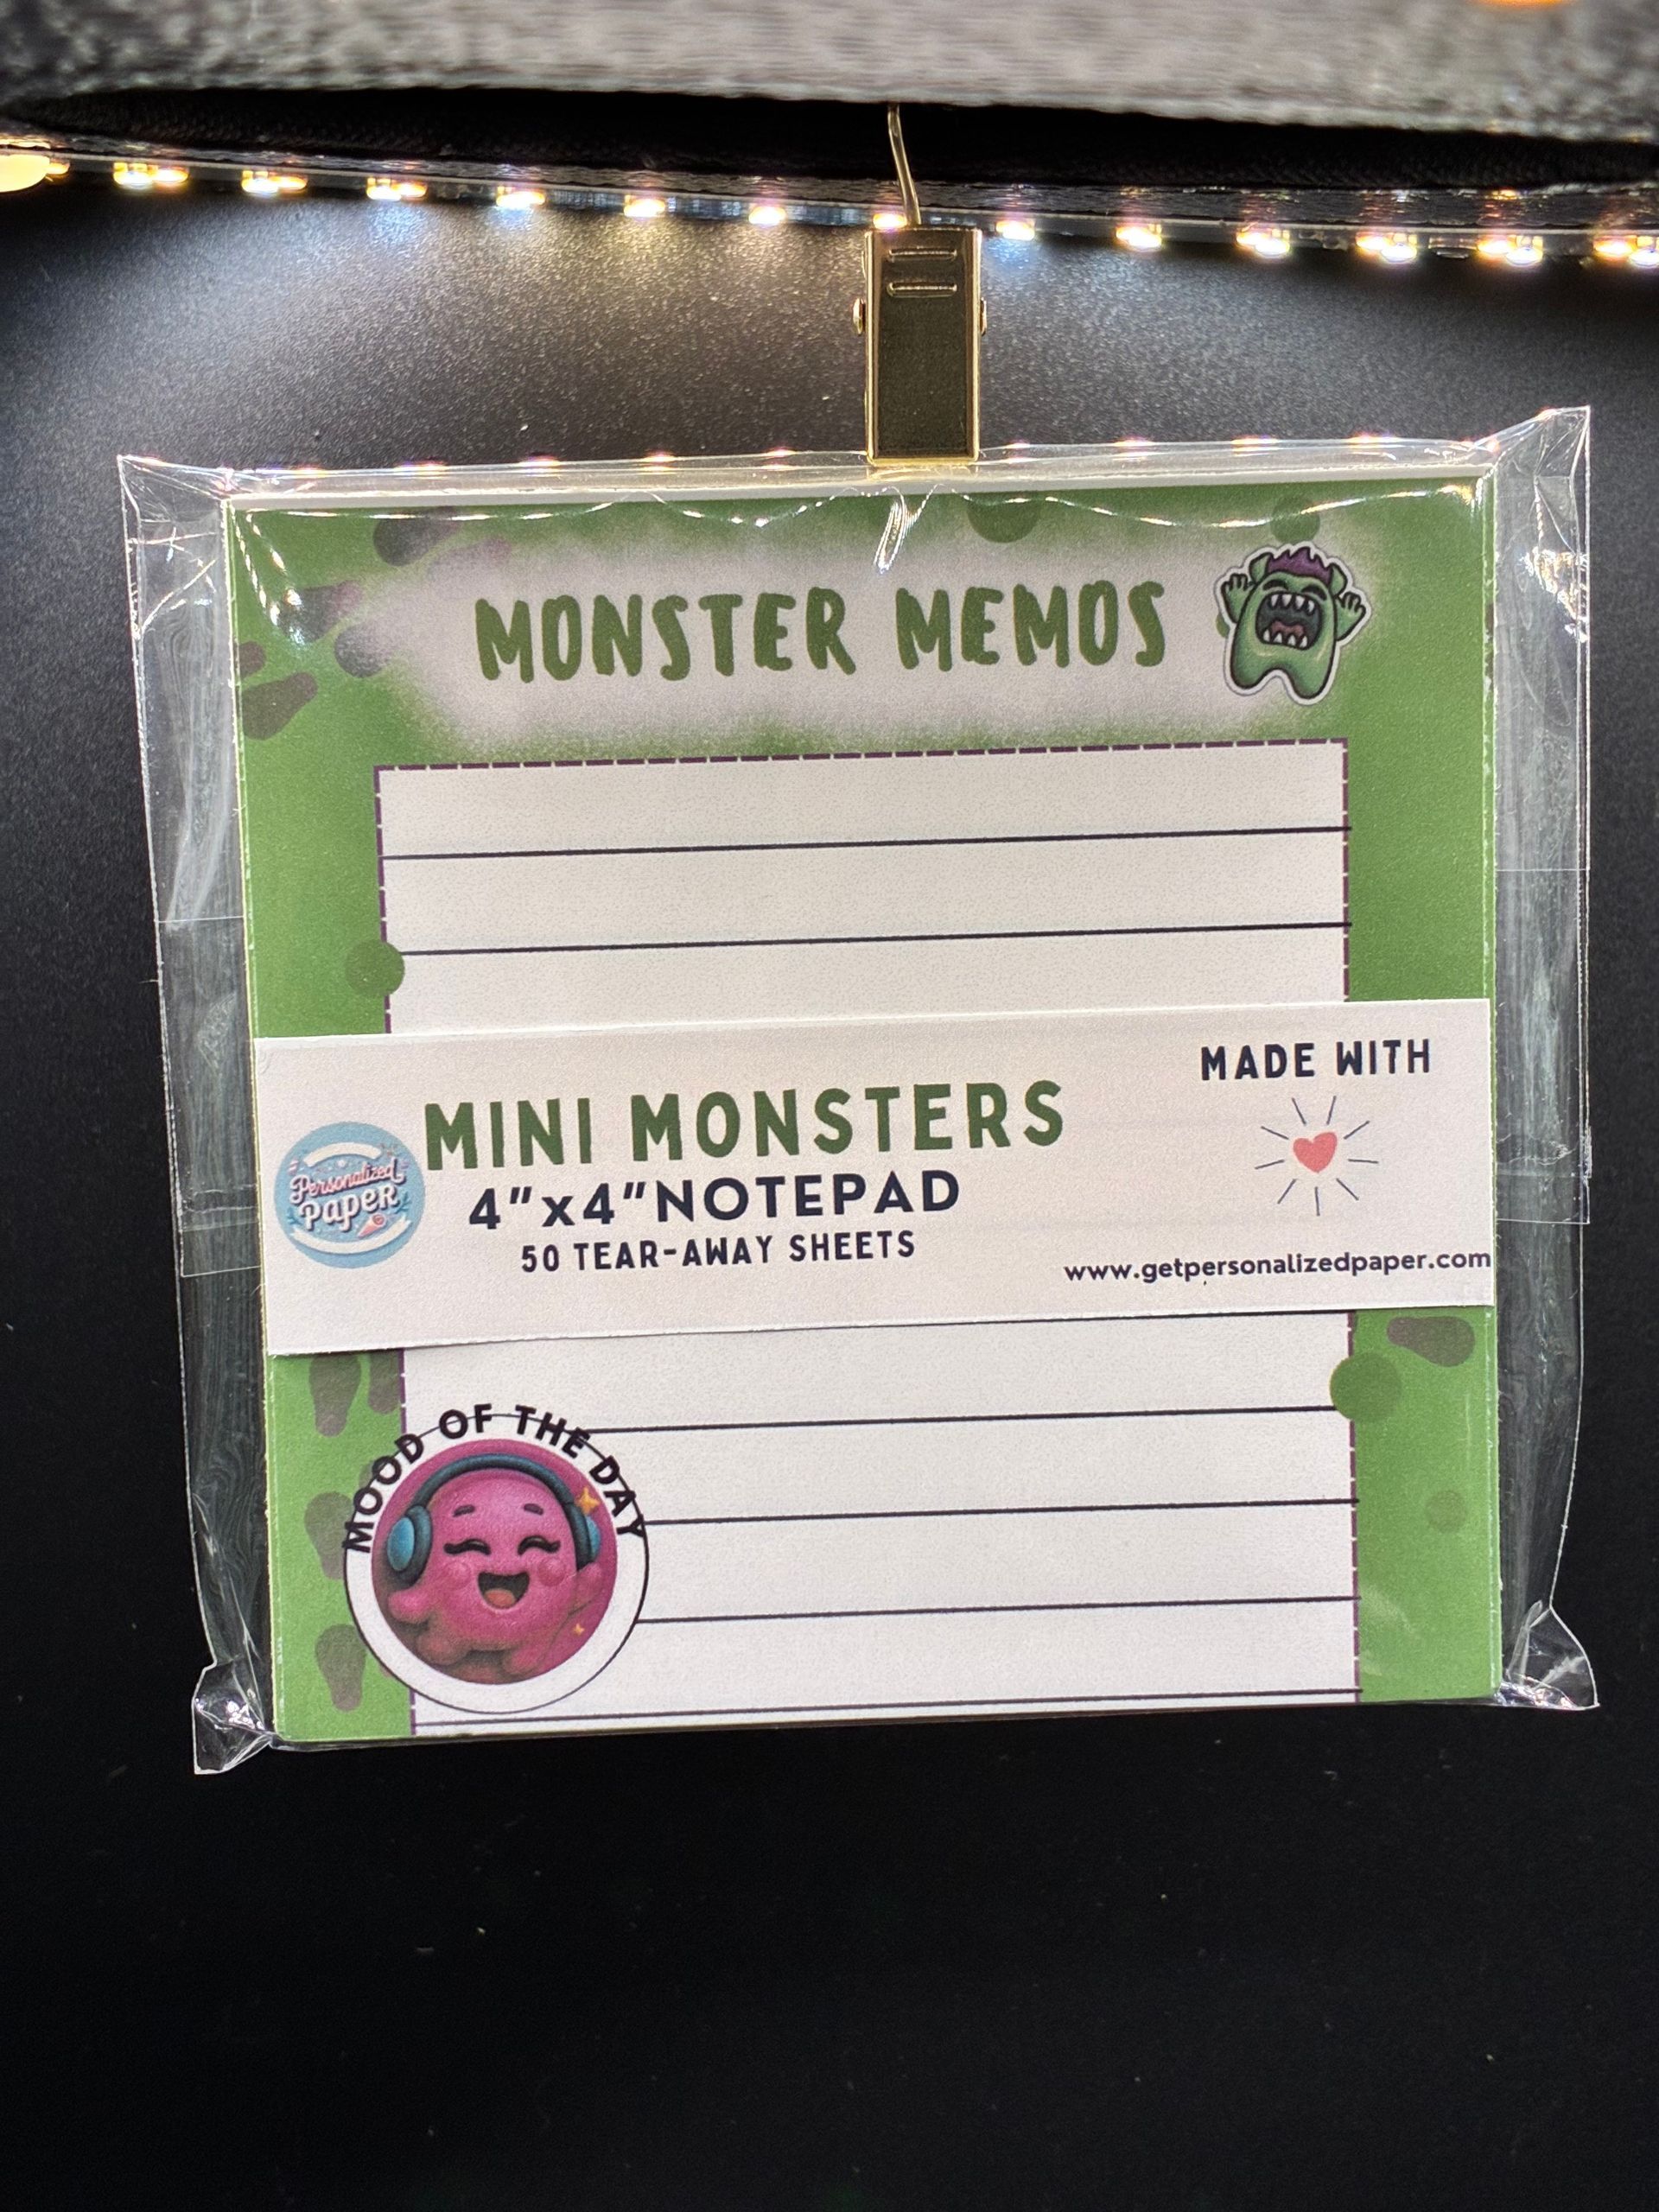 MONSTER MEMOS
MADE WITH
MINI MONSTERS
4"x4"NOTEPAD
50 TEAR-AWAY SHEETS
Personalized
Paper
www.getpersonalizedpaper.com
MOOD OF THE DAY